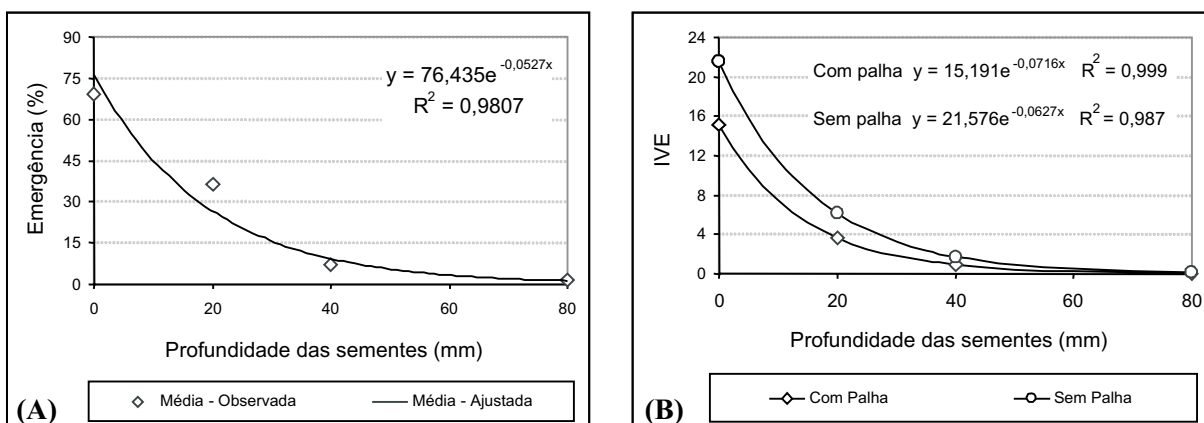 90
75
60
45
30
15
0
Emergência (%)
y = 76,435e^-0,0527x
R^2 = 0,9807
0 20 40 60 80
Profundidade das sementes (mm)
Média - Observada Média - Ajustada
(A)
24
20
16
12
8
4
0
IVE
Com palha y = 15,191e^-0,0716x R^2 = 0,999
Sem palha y = 21,576e^-0,0627x R^2 = 0,987
0 20 40 60 80
Profundidade das sementes (mm)
Com Palha Sem Palha
(B)